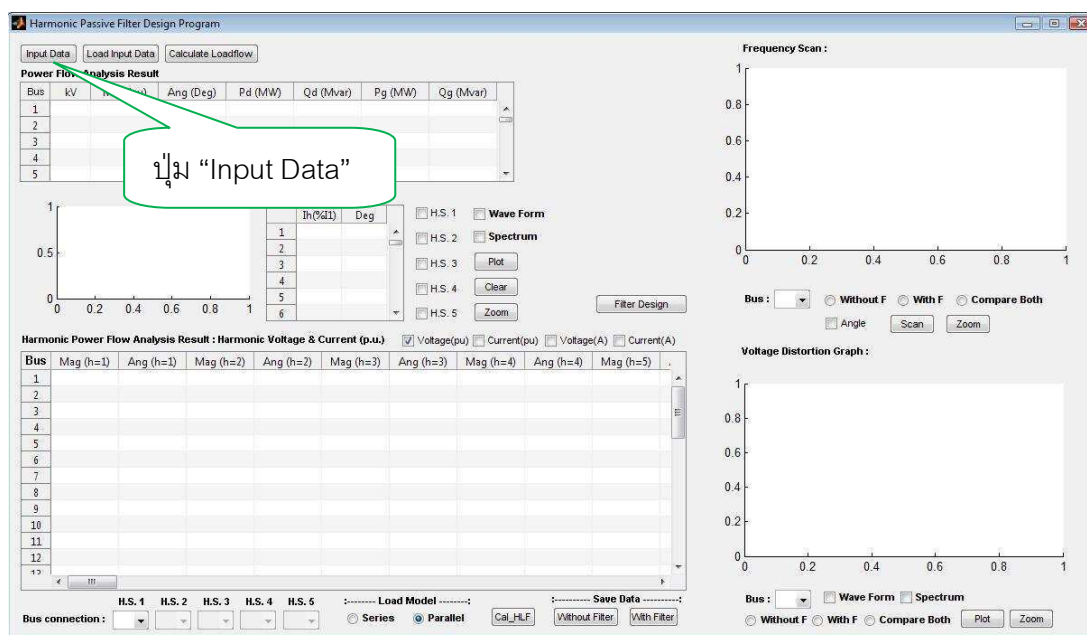 Harmonic Passive Filter Design Program
Input Data Load Input Data Calculate Loadflow
Power Flow Analysis Result
Bus kV Ang (Deg) Pd (MW) Qd (Mvar) Pg (MW) Qg (Mvar)
1
2
3
4
5
ปุ่ม “Input Data”
1
0.5
0
0 0.2 0.4 0.6 0.8 1
Ih(%I1) Deg
1
2
3
4
5
6
H.S. 1 Wave Form
H.S. 2 Spectrum
H.S. 3 Plot
H.S. 4 Clear
H.S. 5 Zoom
Filter Design
Harmonic Power Flow Analysis Result : Harmonic Voltage & Current (p.u.) Voltage(pu) Current(pu) Voltage(A) Current(A)
Bus Mag (h=1) Ang (h=1) Mag (h=2) Ang (h=2) Mag (h=3) Ang (h=3) Mag (h=4) Ang (h=4) Mag (h=5)
1
2
3
4
5
6
7
8
9
10
11
12
13
H.S. 1 H.S. 2 H.S. 3 H.S. 4 H.S. 5 :-------- Load Model --------: :---------- Save Data ----------:
Bus connection : Series Parallel Cal_HLF Without Filter With Filter
Frequency Scan :
1
0.8
0.6
0.4
0.2
0
0 0.2 0.4 0.6 0.8 1
Bus : Without F With F Compare Both
Angle Scan Zoom
Voltage Distortion Graph :
1
0.8
0.6
0.4
0.2
0
0 0.2 0.4 0.6 0.8 1
Bus : Wave Form Spectrum
Without F With F Compare Both Plot Zoom